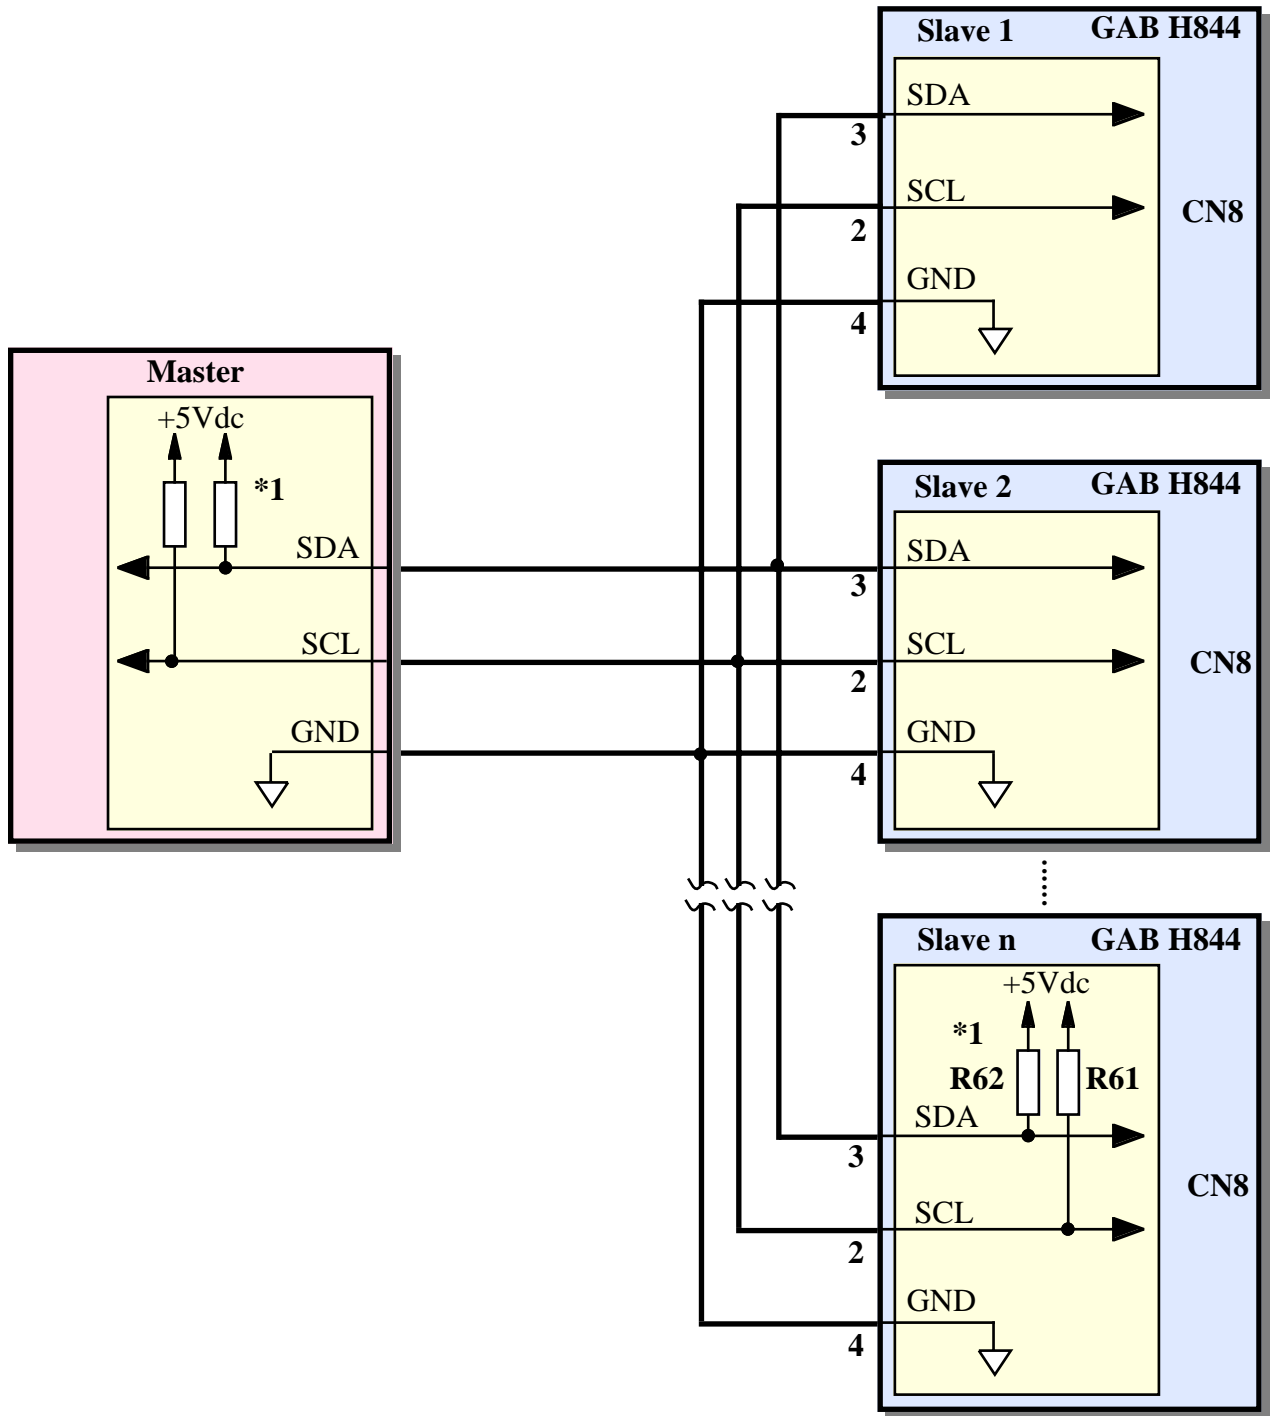 Slave 1 GAB H844
SDA
3
SCL
2
CN8
GND
4
Master
+5Vdc
*1
SDA
SCL
GND
Slave 2 GAB H844
SDA
3
SCL
2
CN8
GND
4
Slave n GAB H844
+5Vdc
*1
R62 R61
SDA
3
CN8
SCL
2
GND
4